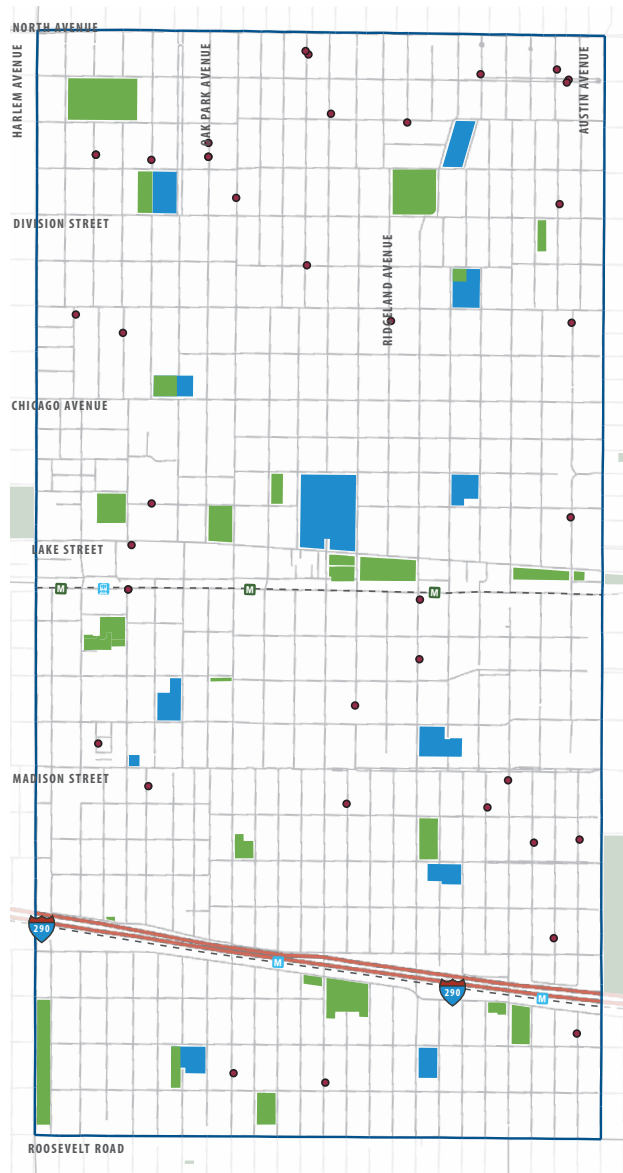 NORTH AVENUE
HARLEM AVENUE
OAK PARK AVENUE
AUSTIN AVENUE
DIVISION STREET
RIDGELAND AVENUE
CHICAGO AVENUE
LAKE STREET
M
M
M
MADISON STREET
290
M
290
M
ROOSEVELT ROAD